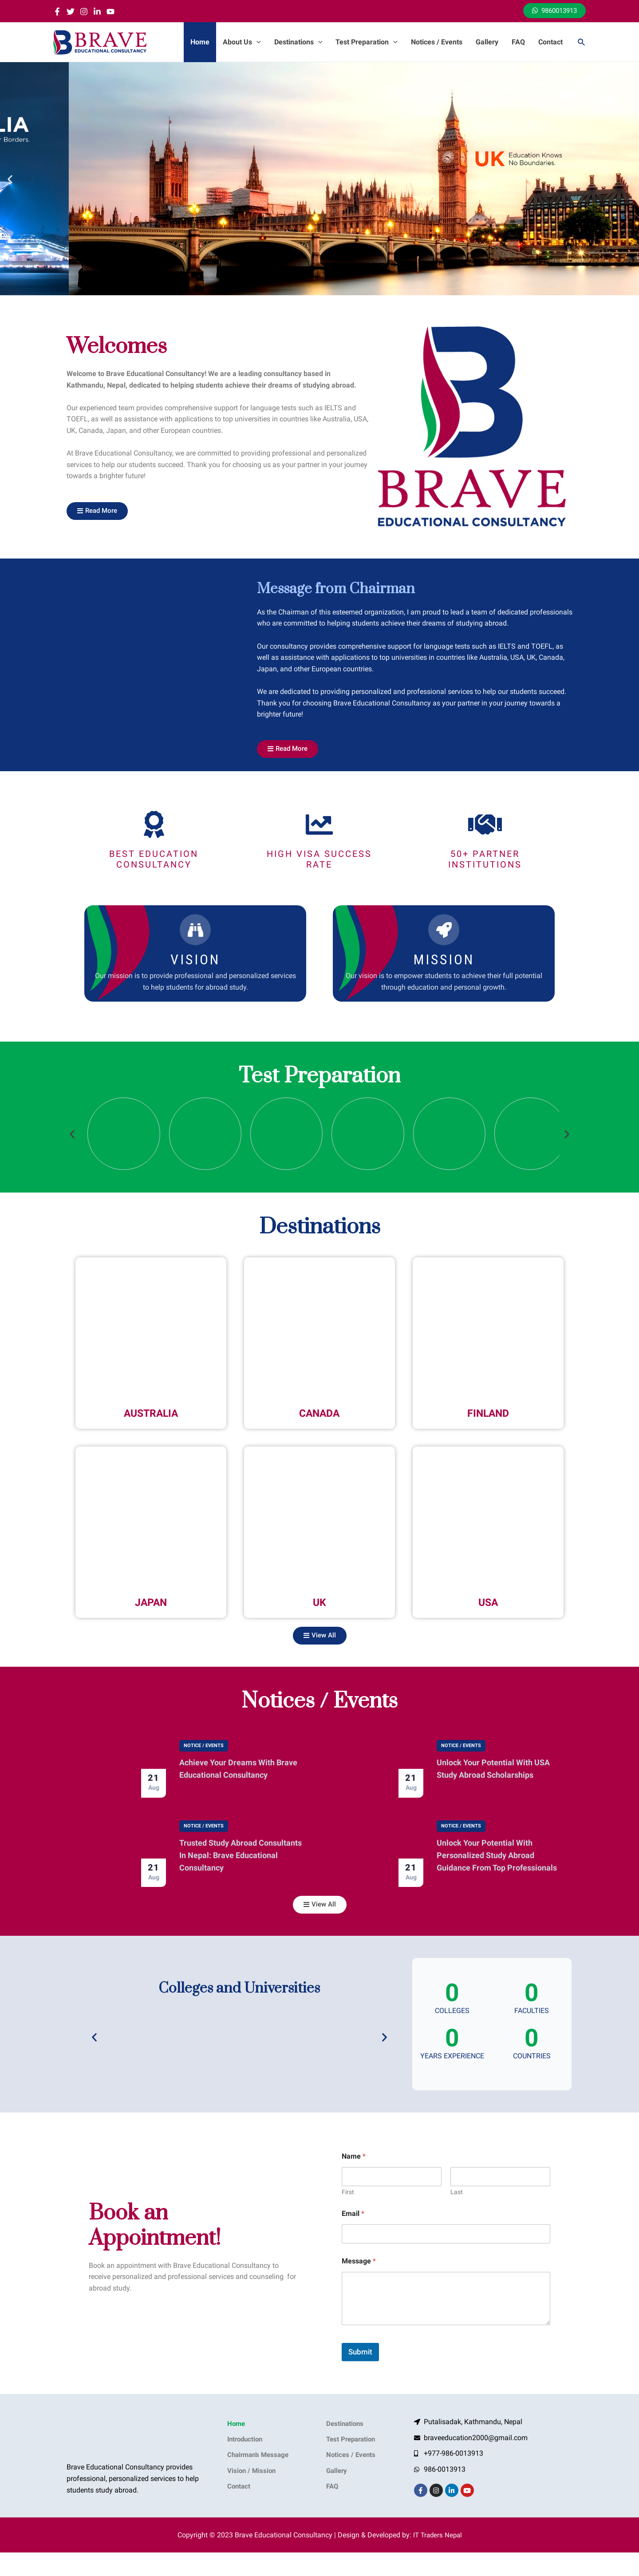 9860013913
BRAVE
EDUCATIONAL CONSULTANCY
Home
About Us
Destinations
Test Preparation
Notices / Events
Gallery
FAQ
Contact
LIA
Borders.
UK
Education Knows
No Boundaries.
Welcomes
Welcome to Brave Educational Consultancy! We are a leading consultancy based in
Kathmandu, Nepal, dedicated to helping students achieve their dreams of studying abroad.
Our experienced team provides comprehensive support for language tests such as IELTS and
TOEFL, as well as assistance with applications to top universities in countries like Australia, USA,
UK, Canada, Japan, and other European countries.
At Brave Educational Consultancy, we are committed to providing professional and personalized
services to help our students succeed. Thank you for choosing us as your partner in your journey
towards a brighter future!
Read More
BRAVE
EDUCATIONAL CONSULTANCY
Message from Chairman
As the Chairman of this esteemed organization, I am proud to lead a team of dedicated professionals
who are committed to helping students achieve their dreams of studying abroad.
Our consultancy provides comprehensive support for language tests such as IELTS and TOEFL, as
well as assistance with applications to top universities in countries like Australia, USA, UK, Canada,
Japan, and other European countries.
We are dedicated to providing personalized and professional services to help our students succeed.
Thank you for choosing Brave Educational Consultancy as your partner in your journey towards a
brighter future!
Read More
BEST EDUCATION
CONSULTANCY
HIGH VISA SUCCESS
RATE
50+ PARTNER
INSTITUTIONS
VISION
Our mission is to provide professional and personalized services
to help students for abroad study.
MISSION
Our vision is to empower students to achieve their full potential
through education and personal growth.
Test Preparation
Destinations
AUSTRALIA
CANADA
FINLAND
JAPAN
UK
USA
View All
Notices / Events
NOTICE / EVENTS
Achieve Your Dreams With Brave
Educational Consultancy
21
Aug
NOTICE / EVENTS
Unlock Your Potential With USA
Study Abroad Scholarships
21
Aug
NOTICE / EVENTS
Trusted Study Abroad Consultants
In Nepal: Brave Educational
Consultancy
21
Aug
NOTICE / EVENTS
Unlock Your Potential With
Personalized Study Abroad
Guidance From Top Professionals
21
Aug
View All
Colleges and Universities
0
COLLEGES
0
FACULTIES
0
YEARS EXPERIENCE
0
COUNTRIES
Book an
Appointment!
Book an appointment with Brave Educational Consultancy to
receive personalized and professional services and counseling for
abroad study.
Name *
First
Last
Email *
Message *
Submit
Brave Educational Consultancy provides
professional, personalized services to help
students study abroad.
Home
Introduction
Chairman's Message
Vision / Mission
Contact
Destinations
Test Preparation
Notices / Events
Gallery
FAQ
Putalisadak, Kathmandu, Nepal
braveeducation2000@gmail.com
+977-986-0013913
986-0013913
Copyright © 2023 Brave Educational Consultancy | Design & Developed by: IT Traders Nepal